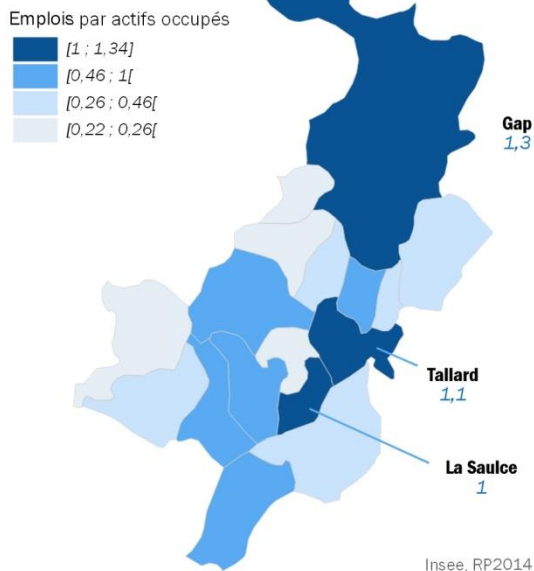 Emplois par actifs occupés
[1 ; 1,34]
[0,46 ; 1[
[0,26 ; 0,46[
[0,22 ; 0,26[
Gap
1,3
Tallard
1,1
La Saulce
1
Insee, RP2014